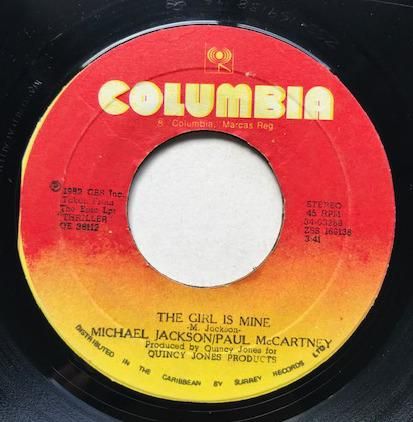 COLUMBIA
® Columbia, Marcas Reg.
℗ 1982 CBS Inc.
Taken From
The Epic Lp:
"THRILLER
QE 38112
STEREO
45 RPM
34-03288
ZSS 169138
3:41
THE GIRL IS MINE
-M. Jackson-
MICHAEL JACKSON/PAUL McCARTNEY
Produced by Quincy Jones for
QUINCY JONES PRODUCTS
DISTRIBUTED IN THE CARIBBEAN BY SURREY RECORDS LTD.